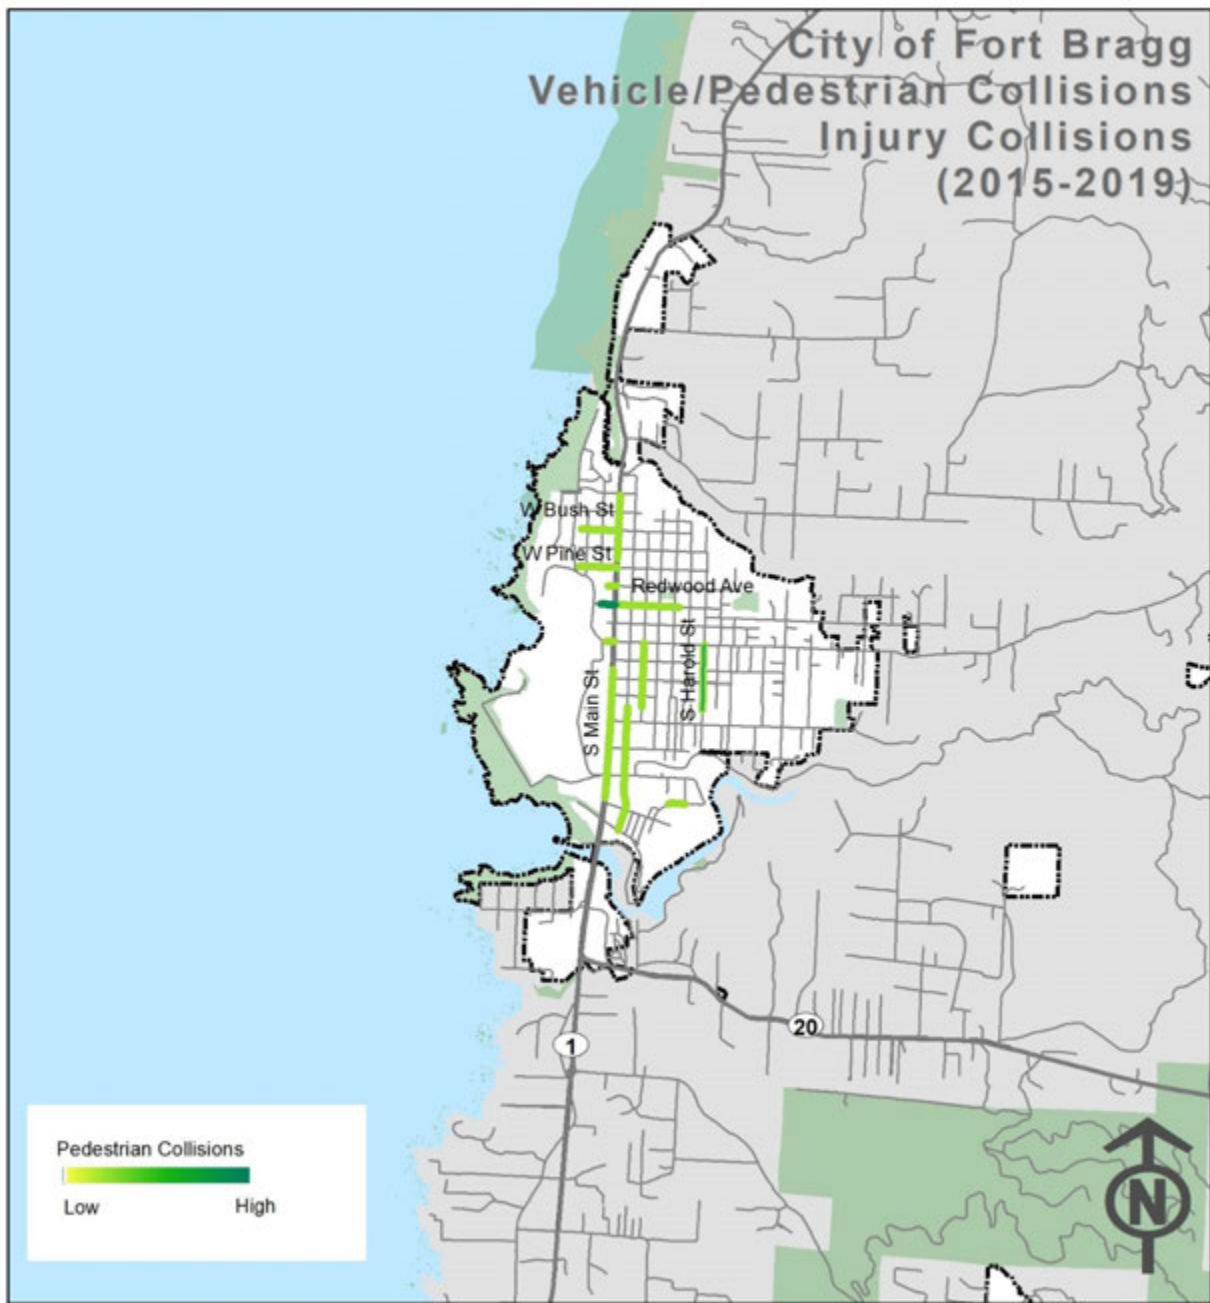 City of Fort Bragg
Vehicle/Pedestrian Collisions
Injury Collisions
(2015-2019)
W Bush St
W Pine St
Redwood Ave
S Harold St
S Main St
20
1
Pedestrian Collisions
Low
High
N